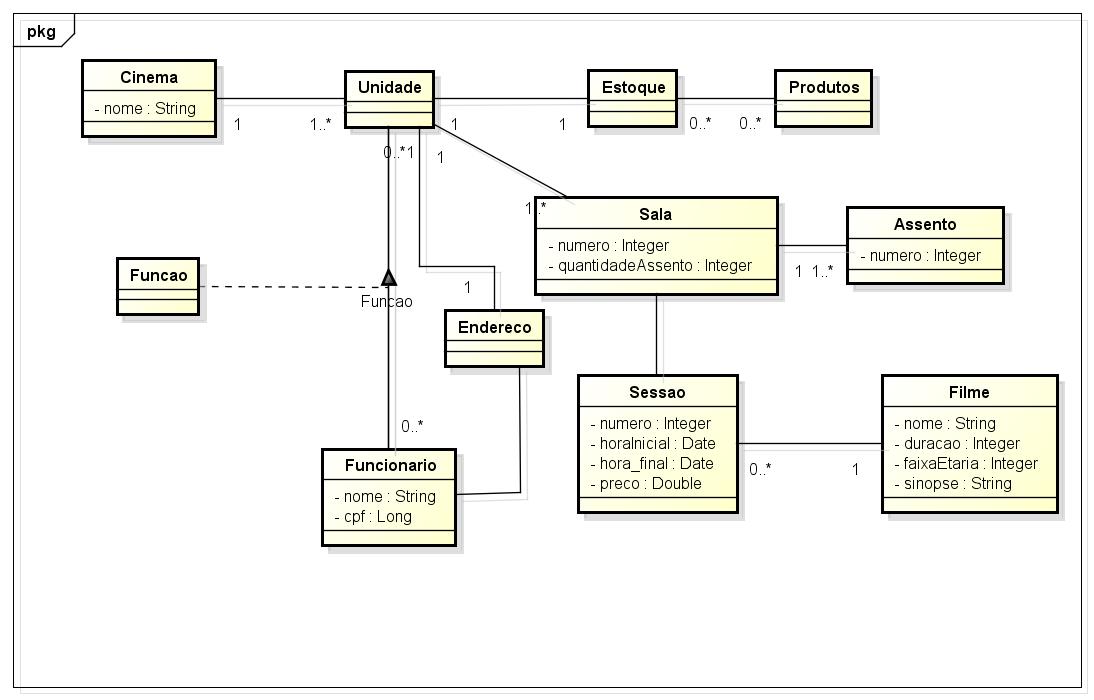 pkg
Cinema
- nome : String
1
1..*
Unidade
1
1
Estoque
0..*
0..*
Produtos
0..*
1
1
1..*
Sala
- numero : Integer
- quantidadeAssento : Integer
1
1..*
Assento
- numero : Integer
Funcao
Funcao
1
Endereco
0..*
Funcionario
- nome : String
- cpf : Long
Sessao
- numero : Integer
- horaInicial : Date
- hora_final : Date
- preco : Double
0..*
1
Filme
- nome : String
- duracao : Integer
- faixaEtaria : Integer
- sinopse : String